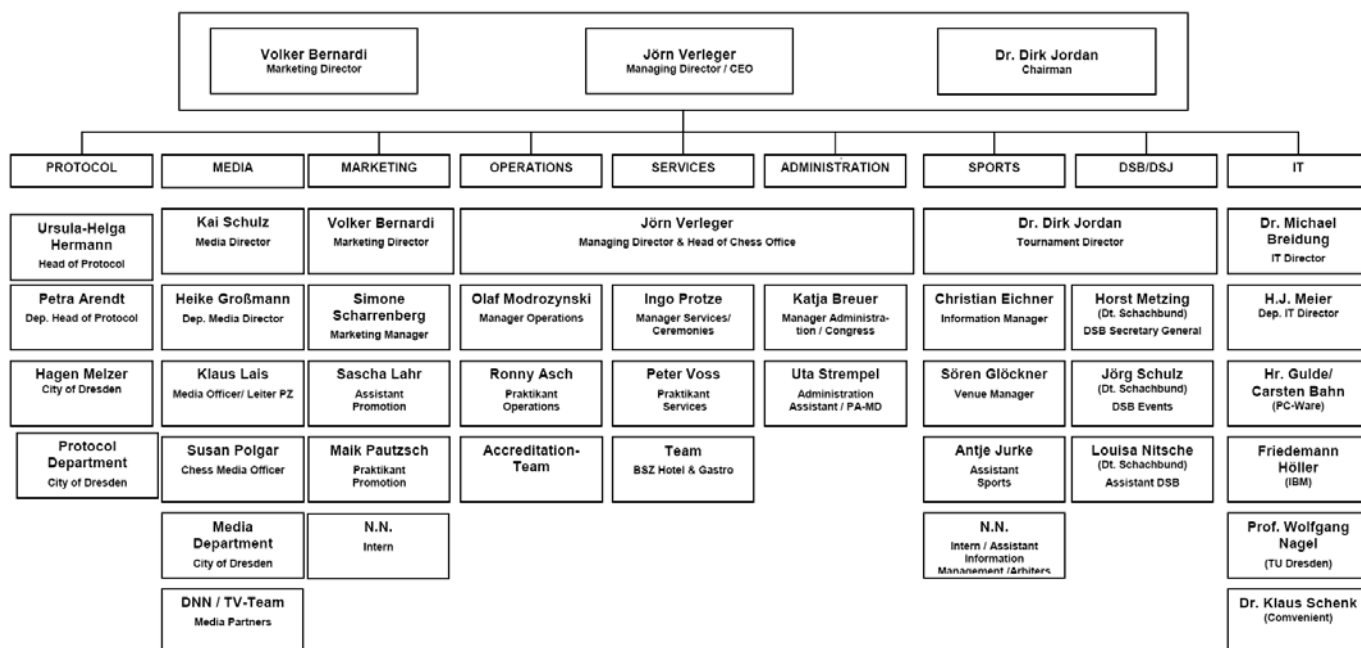 Volker Bernardi
Marketing Director
Jörn Verleger
Managing Director / CEO
Dr. Dirk Jordan
Chairman
PROTOCOL
MEDIA
MARKETING
OPERATIONS
SERVICES
ADMINISTRATION
SPORTS
DSB/DSJ
IT
Ursula-Helga
Hermann
Head of Protocol
Kai Schulz
Media Director
Volker Bernardi
Marketing Director
Jörn Verleger
Managing Director & Head of Chess Office
Dr. Dirk Jordan
Tournament Director
Dr. Michael
Breidung
IT Director
Petra Arendt
Dep. Head of Protocol
Heike Großmann
Dep. Media Director
Simone
Scharrenberg
Marketing Manager
Olaf Modrozynski
Manager Operations
Ingo Protze
Manager Services/
Ceremonies
Katja Breuer
Manager Administra-
tion / Congress
Christian Eichner
Information Manager
Horst Metzing
(Dt. Schachbund)
DSB Secretary General
H.J. Meier
Dep. IT Director
Hagen Melzer
City of Dresden
Klaus Lais
Media Officer/ Leiter PZ
Sascha Lahr
Assistant
Promotion
Ronny Asch
Praktikant
Operations
Peter Voss
Praktikant
Services
Uta Strempel
Administration
Assistant / PA-MD
Sören Glöckner
Venue Manager
Jörg Schulz
(Dt. Schachbund)
DSB Events
Hr. Gulde/
Carsten Bahn
(PC-Ware)
Protocol
Department
City of Dresden
Susan Polgar
Chess Media Officer
Maik Pautzsch
Praktikant
Promotion
Accreditation-
Team
Team
BSZ Hotel & Gastro
Antje Jurke
Assistant
Sports
Louisa Nitsche
(Dt. Schachbund)
Assistant DSB
Friedemann
Höller
(IBM)
Media
Department
City of Dresden
N.N.
Intern
N.N.
Intern / Assistant
Information
Management /Arbiters
Prof. Wolfgang
Nagel
(TU Dresden)
DNN / TV-Team
Media Partners
Dr. Klaus Schenk
(Comvenient)